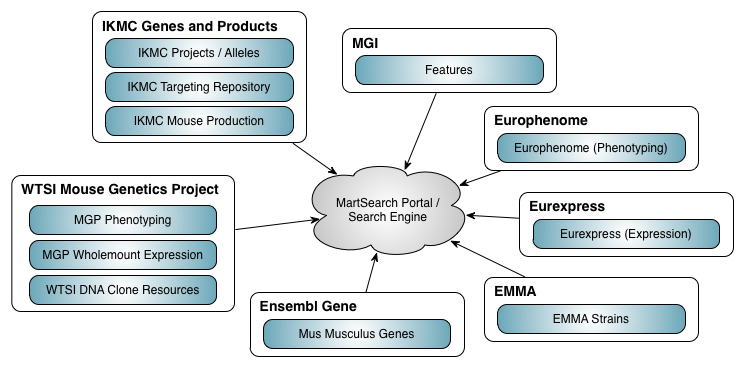 IKMC Genes and Products
IKMC Projects / Alleles
IKMC Targeting Repository
IKMC Mouse Production
MGI
Features
Europhenome
Europhenome (Phenotyping)
WTSI Mouse Genetics Project
MGP Phenotyping
MGP Wholemount Expression
WTSI DNA Clone Resources
MartSearch Portal /
Search Engine
Eurexpress
Eurexpress (Expression)
Ensembl Gene
Mus Musculus Genes
EMMA
EMMA Strains